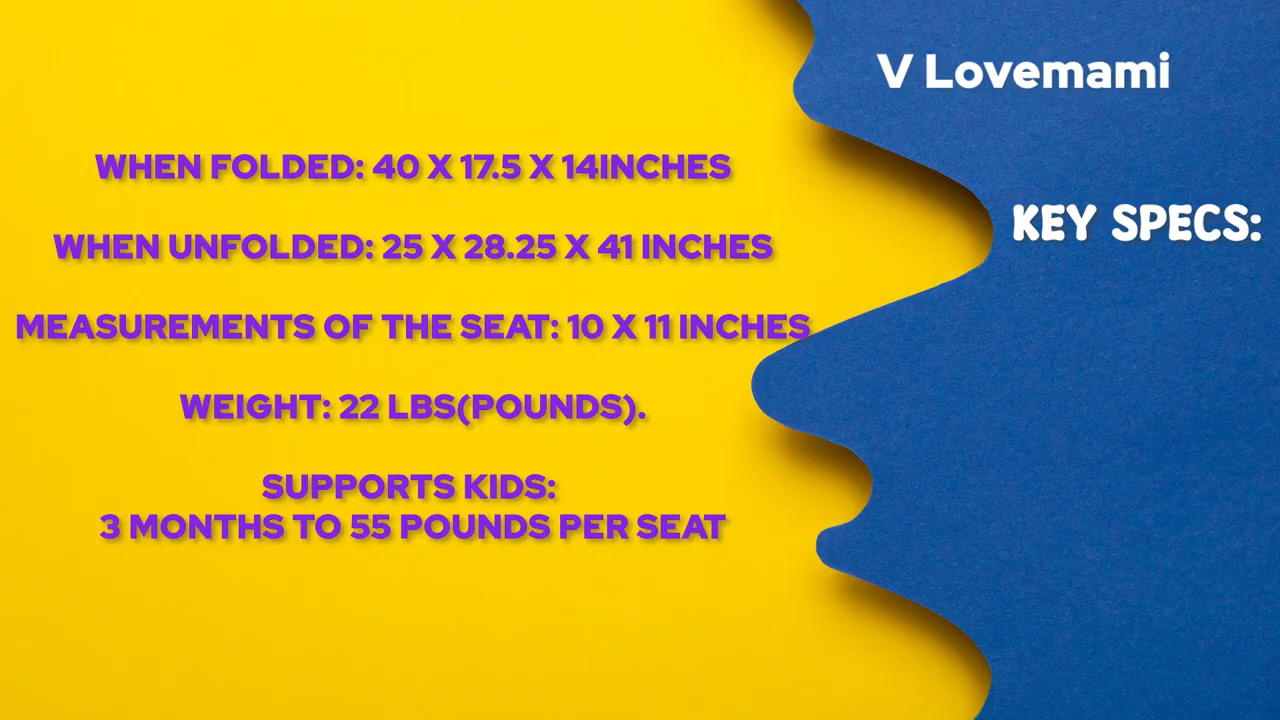 V Lovemami
KEY SPECS:
WHEN FOLDED: 40 X 17.5 X 14INCHES
WHEN UNFOLDED: 25 X 28.25 X 41 INCHES
MEASUREMENTS OF THE SEAT: 10 X 11 INCHES
WEIGHT: 22 LBS(POUNDS).
SUPPORTS KIDS:
3 MONTHS TO 55 POUNDS PER SEAT